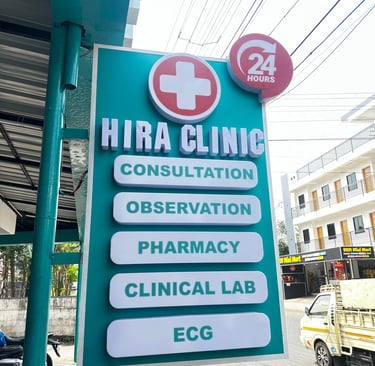 24
HOURS
HIRA CLINIC
CONSULTATION
OBSERVATION
PHARMACY
CLINICAL LAB
ECG